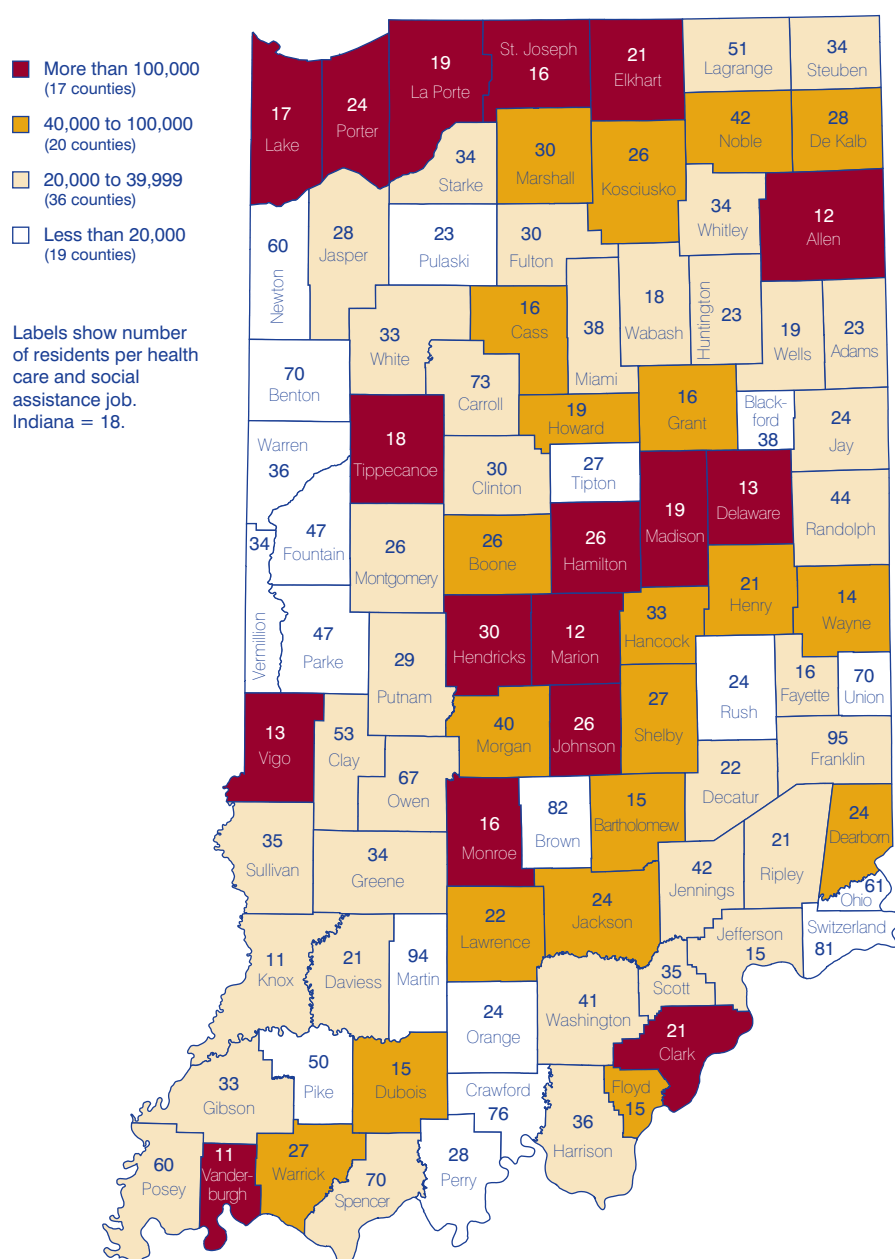 More than 100,000
(17 counties)
40,000 to 100,000
(20 counties)
20,000 to 39,999
(36 counties)
Less than 20,000
(19 counties)
Labels show number
of residents per health
care and social
assistance job.
Indiana = 18.
17
Lake
24
Porter
19
La Porte
St. Joseph
16
21
Elkhart
51
Lagrange
34
Steuben
34
Starke
30
Marshall
26
Kosciusko
42
Noble
28
De Kalb
60
Newton
28
Jasper
23
Pulaski
30
Fulton
34
Whitley
12
Allen
33
White
16
Cass
38
Miami
18
Wabash
Huntington
23
19
Wells
23
Adams
70
Benton
73
Carroll
19
Howard
16
Grant
Black-
ford
38
24
Jay
Warren
36
18
Tippecanoe
30
Clinton
27
Tipton
19
Madison
13
Delaware
44
Randolph
34
Vermillion
47
Fountain
26
Montgomery
26
Boone
26
Hamilton
21
Henry
14
Wayne
47
Parke
29
Putnam
30
Hendricks
12
Marion
33
Hancock
24
Rush
16
Fayette
70
Union
13
Vigo
53
Clay
67
Owen
40
Morgan
26
Johnson
27
Shelby
22
Decatur
95
Franklin
35
Sullivan
34
Greene
16
Monroe
82
Brown
15
Bartholomew
42
Jennings
21
Ripley
24
Dearborn
61
Ohio
Switzerland
81
11
Knox
21
Daviess
94
Martin
22
Lawrence
24
Jackson
35
Scott
Jefferson
15
24
Orange
41
Washington
21
Clark
33
Gibson
50
Pike
15
Dubois
Crawford
76
36
Harrison
Floyd
15
60
Posey
11
Vander-
burgh
27
Warrick
70
Spencer
28
Perry